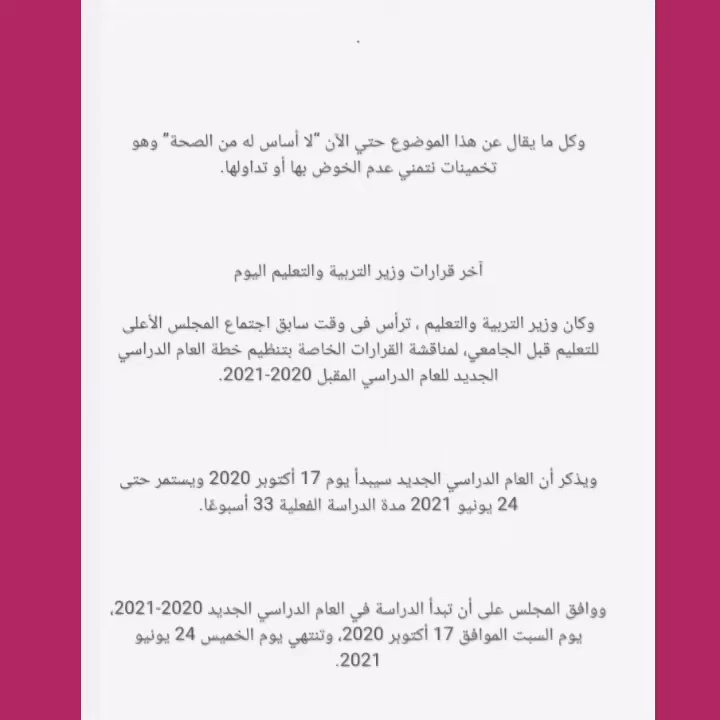 وكل ما يقال عن هذا الموضوع حتي الآن “لا أساس له من الصحة” وهو
تخمينات نتمني عدم الخوض بها أو تداولها.
آخر قرارات وزير التربية والتعليم اليوم
وكان وزير التربية والتعليم ، ترأس فى وقت سابق اجتماع المجلس الأعلى
للتعليم قبل الجامعي، لمناقشة القرارات الخاصة بتنظيم خطة العام الدراسي
الجديد للعام الدراسي المقبل 2020-2021.
ويذكر أن العام الدراسي الجديد سيبدأ يوم 17 أكتوبر 2020 ويستمر حتى
24 يونيو 2021 مدة الدراسة الفعلية 33 أسبوعًا.
ووافق المجلس على أن تبدأ الدراسة في العام الدراسي الجديد 2020-2021،
يوم السبت الموافق 17 أكتوبر 2020، وتنتهي يوم الخميس 24 يونيو
2021.